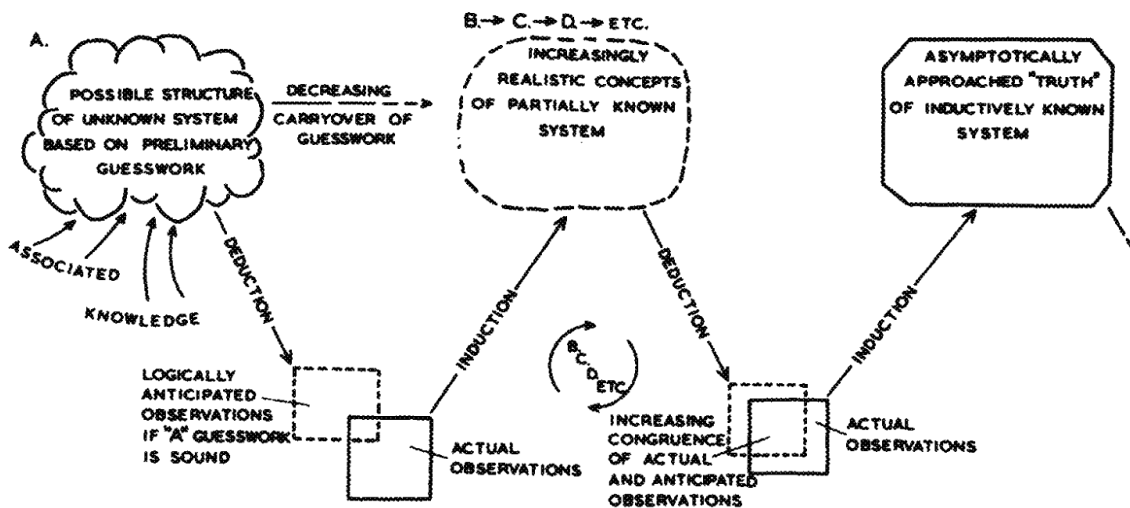 A.
POSSIBLE STRUCTURE
OF UNKNOWN SYSTEM
BASED ON PRELIMINARY
GUESSWORK
ASSOCIATED
KNOWLEDGE
DECREASING
CARRYOVER OF
GUESSWORK
B.→ C.→ D.→ ETC.
INCREASINGLY
REALISTIC CONCEPTS
OF PARTIALLY KNOWN
SYSTEM
ASYMPTOTICALLY
APPROACHED "TRUTH"
OF INDUCTIVELY KNOWN
SYSTEM
DEDUCTION
INDUCTION
DEDUCTION
INDUCTION
B.
C.
D.
ETC.
LOGICALLY
ANTICIPATED
OBSERVATIONS
IF "A" GUESSWORK
IS SOUND
ACTUAL
OBSERVATIONS
INCREASING
CONGRUENCE
OF ACTUAL
AND ANTICIPATED
OBSERVATIONS
ACTUAL
OBSERVATIONS